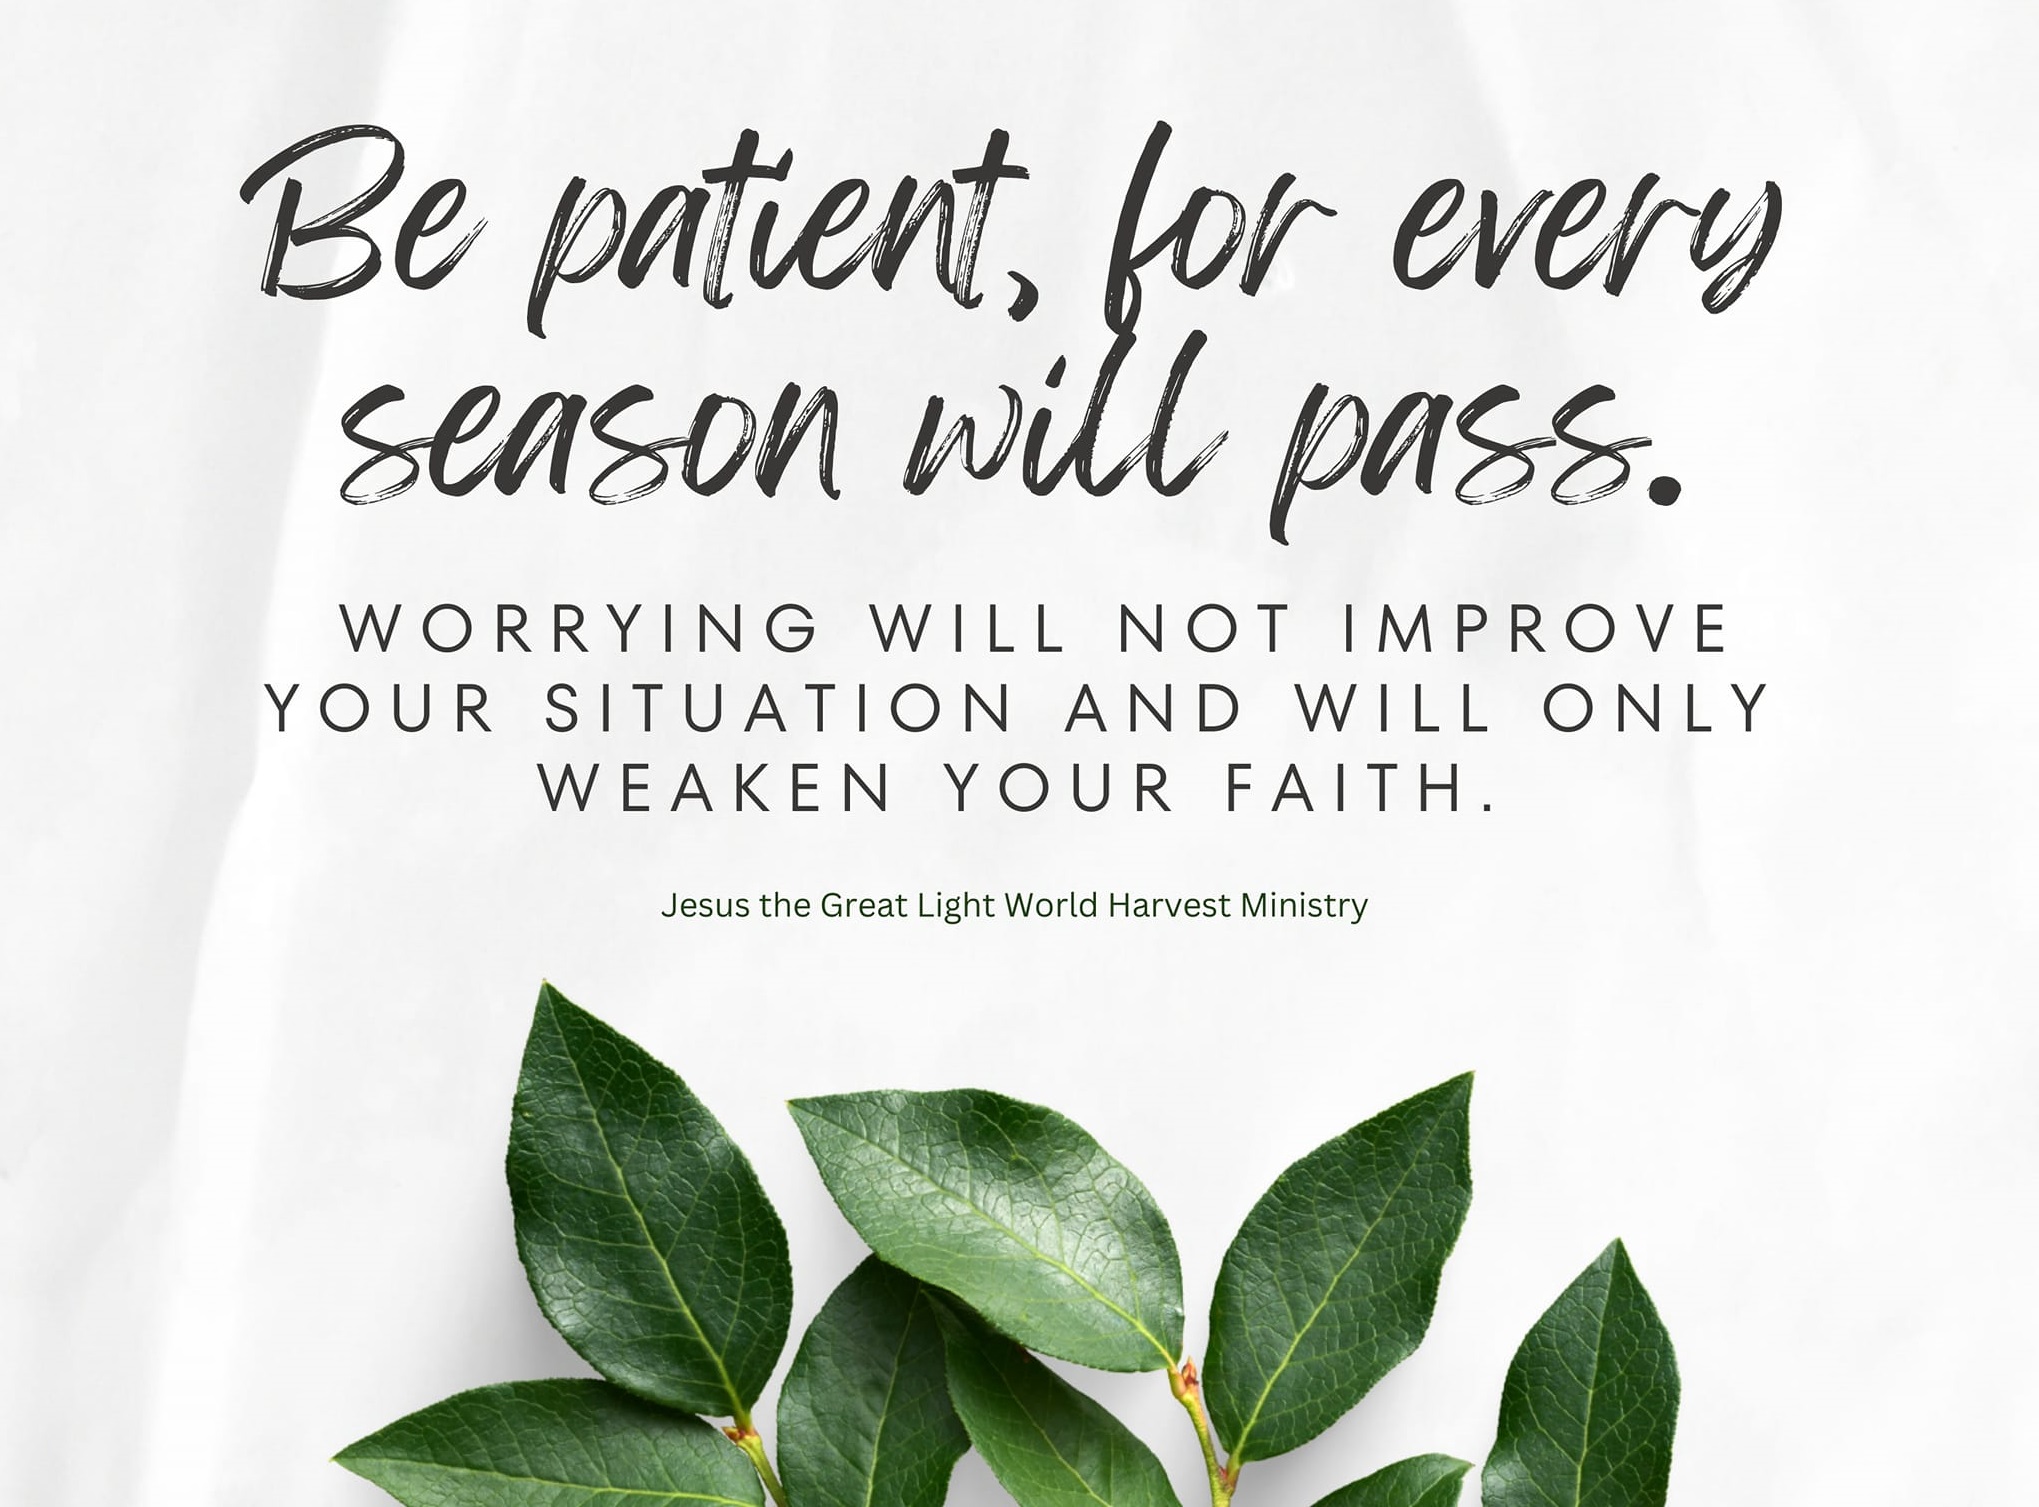 Be patient, for every
season will pass.
WORRYING WILL NOT IMPROVE
YOUR SITUATION AND WILL ONLY
WEAKEN YOUR FAITH.
Jesus the Great Light World Harvest Ministry